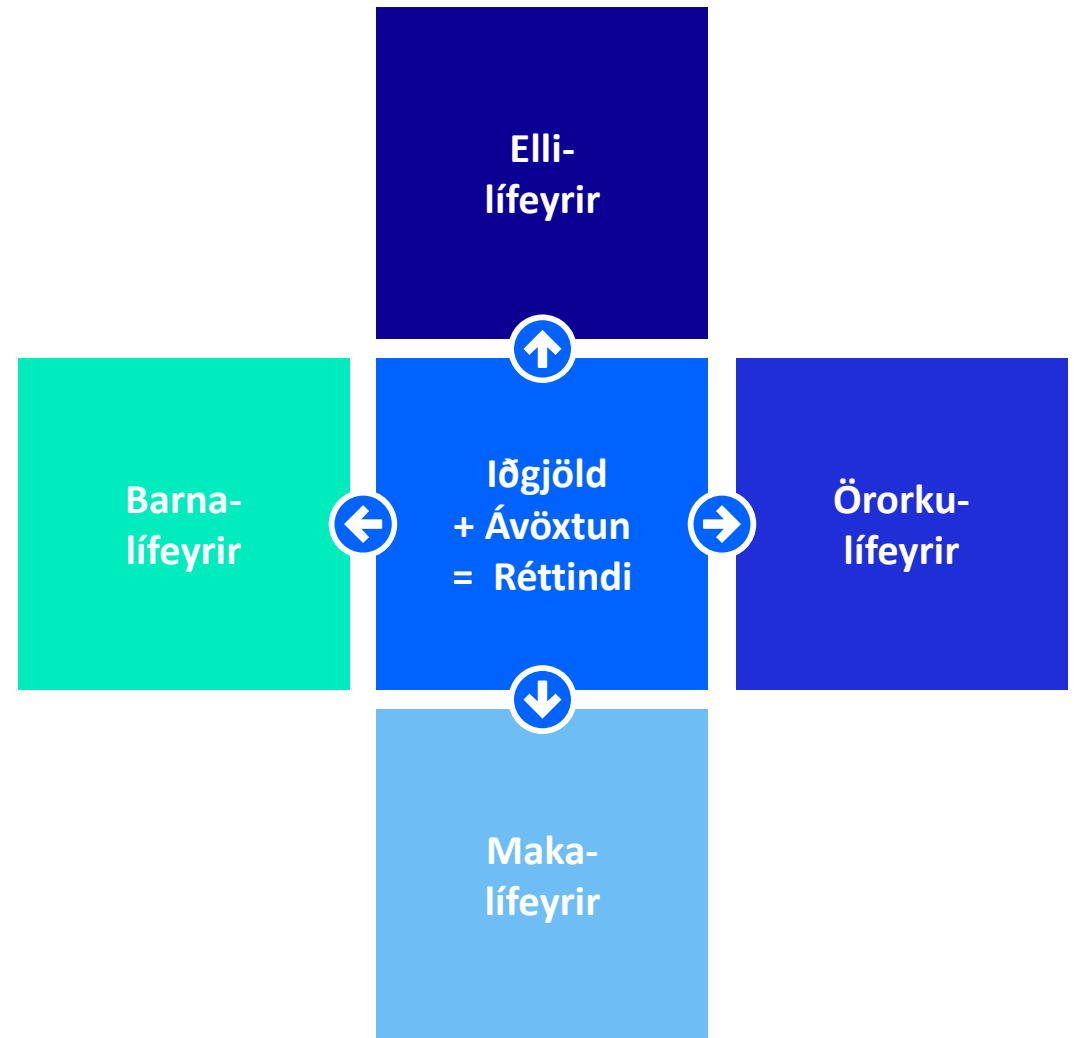 Elli-
lífeyrir
Barna-
lífeyrir
Iðgjöld
+ Ávöxtun
= Réttindi
Örorku-
lífeyrir
Maka-
lífeyrir